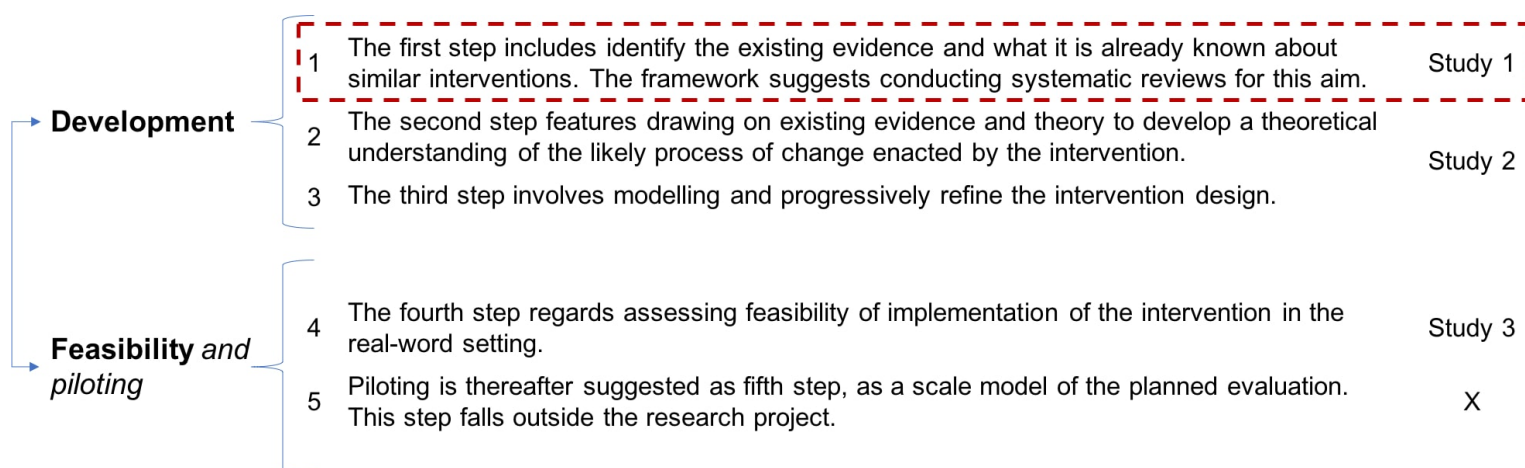 1 The first step includes identify the existing evidence and what it is already known about
similar interventions. The framework suggests conducting systematic reviews for this aim.
Study 1
Development
2 The second step features drawing on existing evidence and theory to develop a theoretical
understanding of the likely process of change enacted by the intervention.
Study 2
3 The third step involves modelling and progressively refine the intervention design.
Feasibility and
piloting
4 The fourth step regards assessing feasibility of implementation of the intervention in the
real-word setting.
Study 3
5 Piloting is thereafter suggested as fifth step, as a scale model of the planned evaluation.
This step falls outside the research project.
X